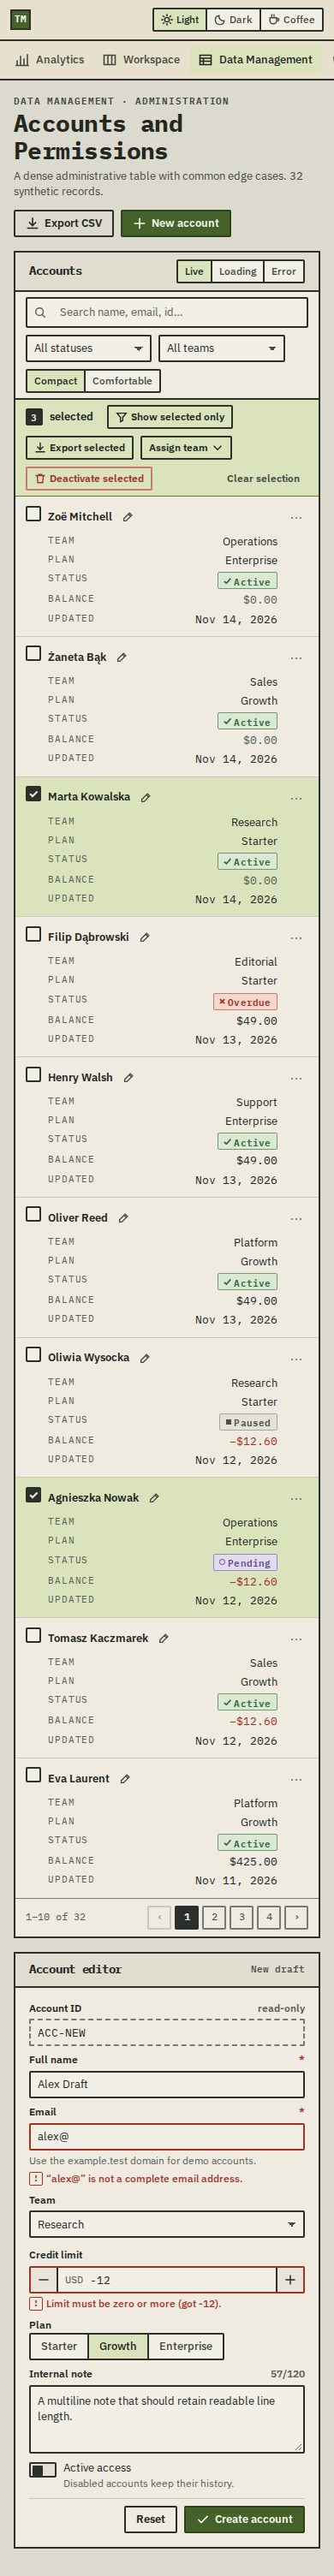 TM Light Dark Coffee
Analytics Workspace Data Management
DATA MANAGEMENT · ADMINISTRATION
Accounts and
Permissions
A dense administrative table with common edge cases. 32
synthetic records.
Export CSV New account
Accounts Live Loading Error
Search name, email, id…
All statuses All teams
Compact Comfortable
3 selected Show selected only
Export selected Assign team
Deactivate selected Clear selection
Zoë Mitchell ···
TEAM Operations
PLAN Enterprise
STATUS Active
BALANCE $0.00
UPDATED Nov 14, 2026
Żaneta Bąk ···
TEAM Sales
PLAN Growth
STATUS Active
BALANCE $0.00
UPDATED Nov 14, 2026
Marta Kowalska ···
TEAM Research
PLAN Starter
STATUS Active
BALANCE $0.00
UPDATED Nov 14, 2026
Filip Dąbrowski ···
TEAM Editorial
PLAN Starter
STATUS Overdue
BALANCE $49.00
UPDATED Nov 13, 2026
Henry Walsh ···
TEAM Support
PLAN Enterprise
STATUS Active
BALANCE $49.00
UPDATED Nov 13, 2026
Oliver Reed ···
TEAM Platform
PLAN Growth
STATUS Active
BALANCE $49.00
UPDATED Nov 13, 2026
Oliwia Wysocka ···
TEAM Research
PLAN Starter
STATUS Paused
BALANCE −$12.60
UPDATED Nov 12, 2026
Agnieszka Nowak ···
TEAM Operations
PLAN Enterprise
STATUS Pending
BALANCE −$12.60
UPDATED Nov 12, 2026
Tomasz Kaczmarek ···
TEAM Sales
PLAN Growth
STATUS Active
BALANCE −$12.60
UPDATED Nov 12, 2026
Eva Laurent ···
TEAM Platform
PLAN Growth
STATUS Active
BALANCE $425.00
UPDATED Nov 11, 2026
1–10 of 32 ‹ 1 2 3 4 ›
Account editor New draft
Account ID read-only
ACC-NEW
Full name *
Alex Draft
Email *
alex@
Use the example.test domain for demo accounts.
! “alex@” is not a complete email address.
Team
Research
Credit limit
− USD -12 +
! Limit must be zero or more (got -12).
Plan
Starter Growth Enterprise
Internal note 57/120
A multiline note that should retain readable line
length.
Active access
Disabled accounts keep their history.
Reset Create account